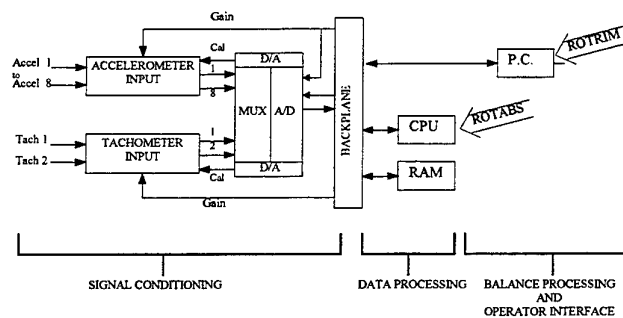 Gain
Accel 1
to
Accel 8
ACCELEROMETER
INPUT
Cal
1
8
D/A
MUX
A/D
D/A
Tach 1
Tach 2
TACHOMETER
INPUT
1
2
Cal
Gain
BACKPLANE
P.C.
ROTRIM
CPU
ROTABS
RAM
SIGNAL CONDITIONING
DATA PROCESSING
BALANCE PROCESSING
AND
OPERATOR INTERFACE